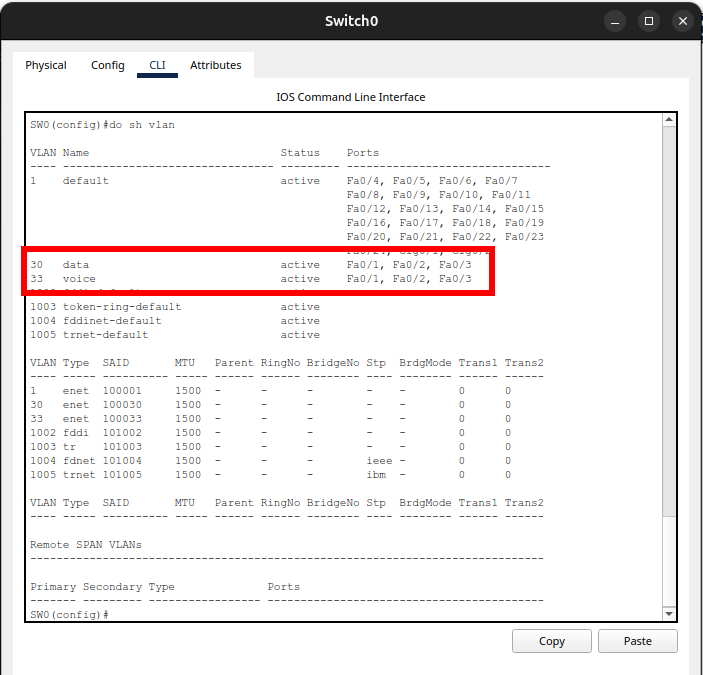 Switch0
Physical Config CLI Attributes
IOS Command Line Interface
SW0(config)#do sh vlan
VLAN Name Status Ports
---- -------------------------------- --------- -------------------------------
1 default active Fa0/4, Fa0/5, Fa0/6, Fa0/7
Fa0/8, Fa0/9, Fa0/10, Fa0/11
Fa0/12, Fa0/13, Fa0/14, Fa0/15
Fa0/16, Fa0/17, Fa0/18, Fa0/19
Fa0/20, Fa0/21, Fa0/22, Fa0/23
30 data active Fa0/1, Fa0/2, Fa0/3
33 voice active Fa0/1, Fa0/2, Fa0/3
1003 token-ring-default active
1004 fddinet-default active
1005 trnet-default active
VLAN Type SAID MTU Parent RingNo BridgeNo Stp BrdgMode Trans1 Trans2
---- ----- ---------- ----- ------ ------ -------- ---- -------- ------ ------
1 enet 100001 1500 - - - - - 0 0
30 enet 100030 1500 - - - - - 0 0
33 enet 100033 1500 - - - - - 0 0
1002 fddi 101002 1500 - - - - - 0 0
1003 tr 101003 1500 - - - - - 0 0
1004 fdnet 101004 1500 - - - ieee - 0 0
1005 trnet 101005 1500 - - - ibm - 0 0
VLAN Type SAID MTU Parent RingNo BridgeNo Stp BrdgMode Trans1 Trans2
---- ----- ---------- ----- ------ ------ -------- ---- -------- ------ ------
Remote SPAN VLANs
------------------------------------------------------------------------------
Primary Secondary Type Ports
------- --------- ----------------- ------------------------------------------
SW0(config)#
Copy Paste